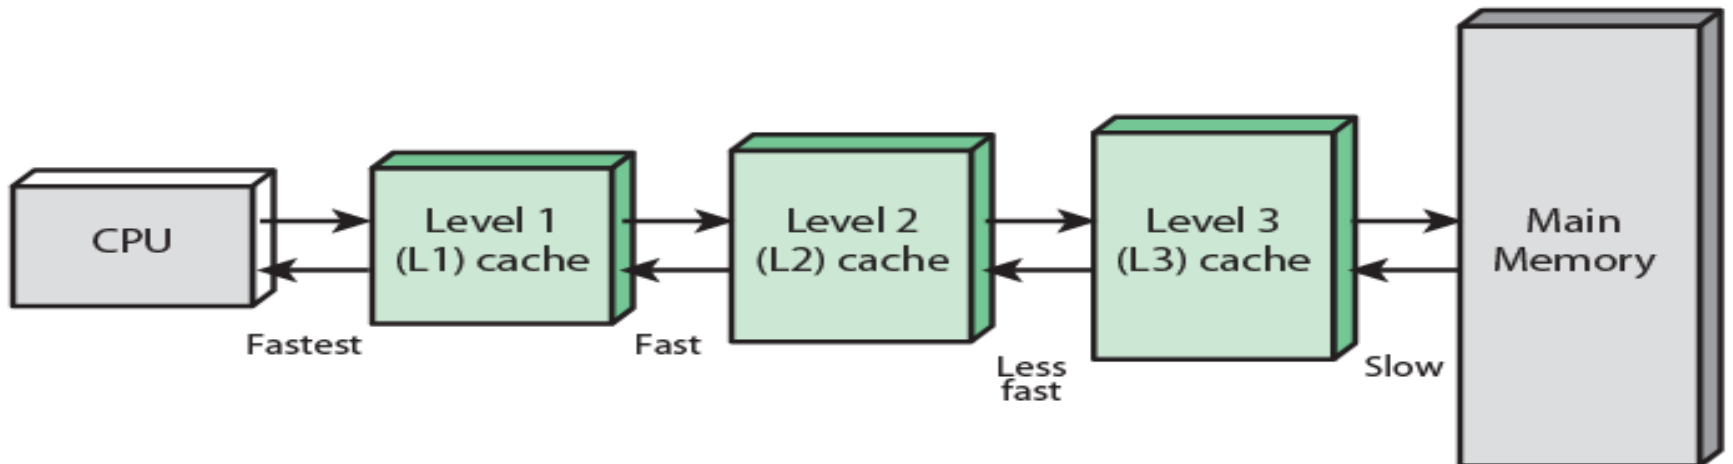 CPU
Level 1
(L1) cache
Level 2
(L2) cache
Level 3
(L3) cache
Main
Memory
Fastest
Fast
Less
fast
Slow